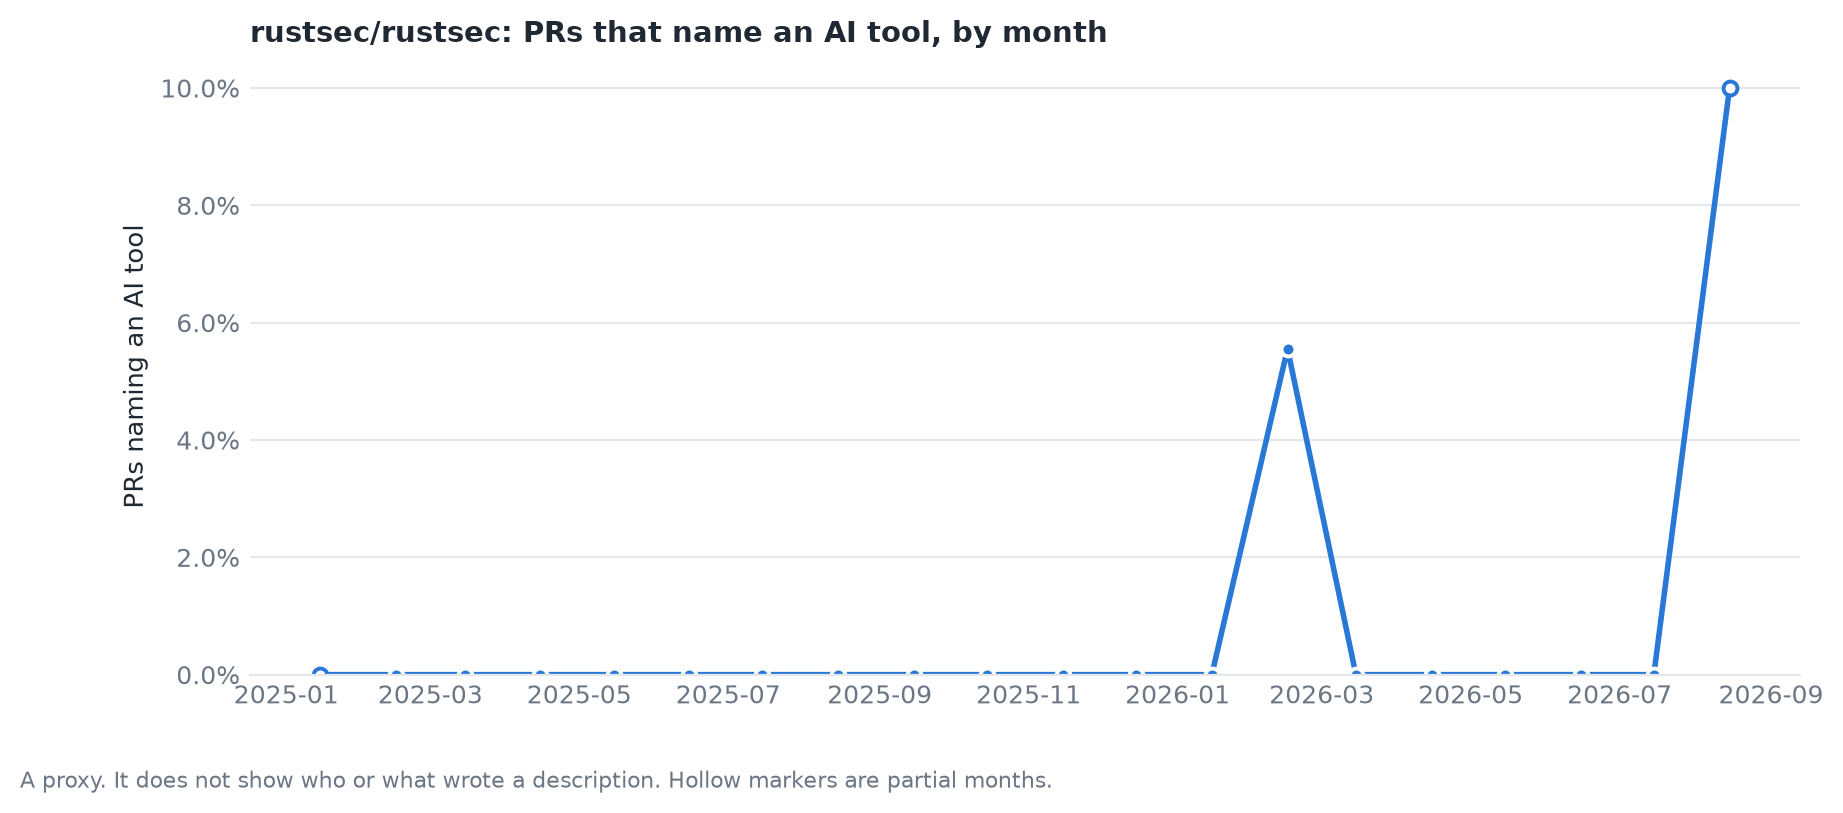 rustsec/rustsec: PRs that name an AI tool, by month
PRs naming an AI tool
10.0%
8.0%
6.0%
4.0%
2.0%
0.0%
2025-01 2025-03 2025-05 2025-07 2025-09 2025-11 2026-01 2026-03 2026-05 2026-07 2026-09
A proxy. It does not show who or what wrote a description. Hollow markers are partial months.